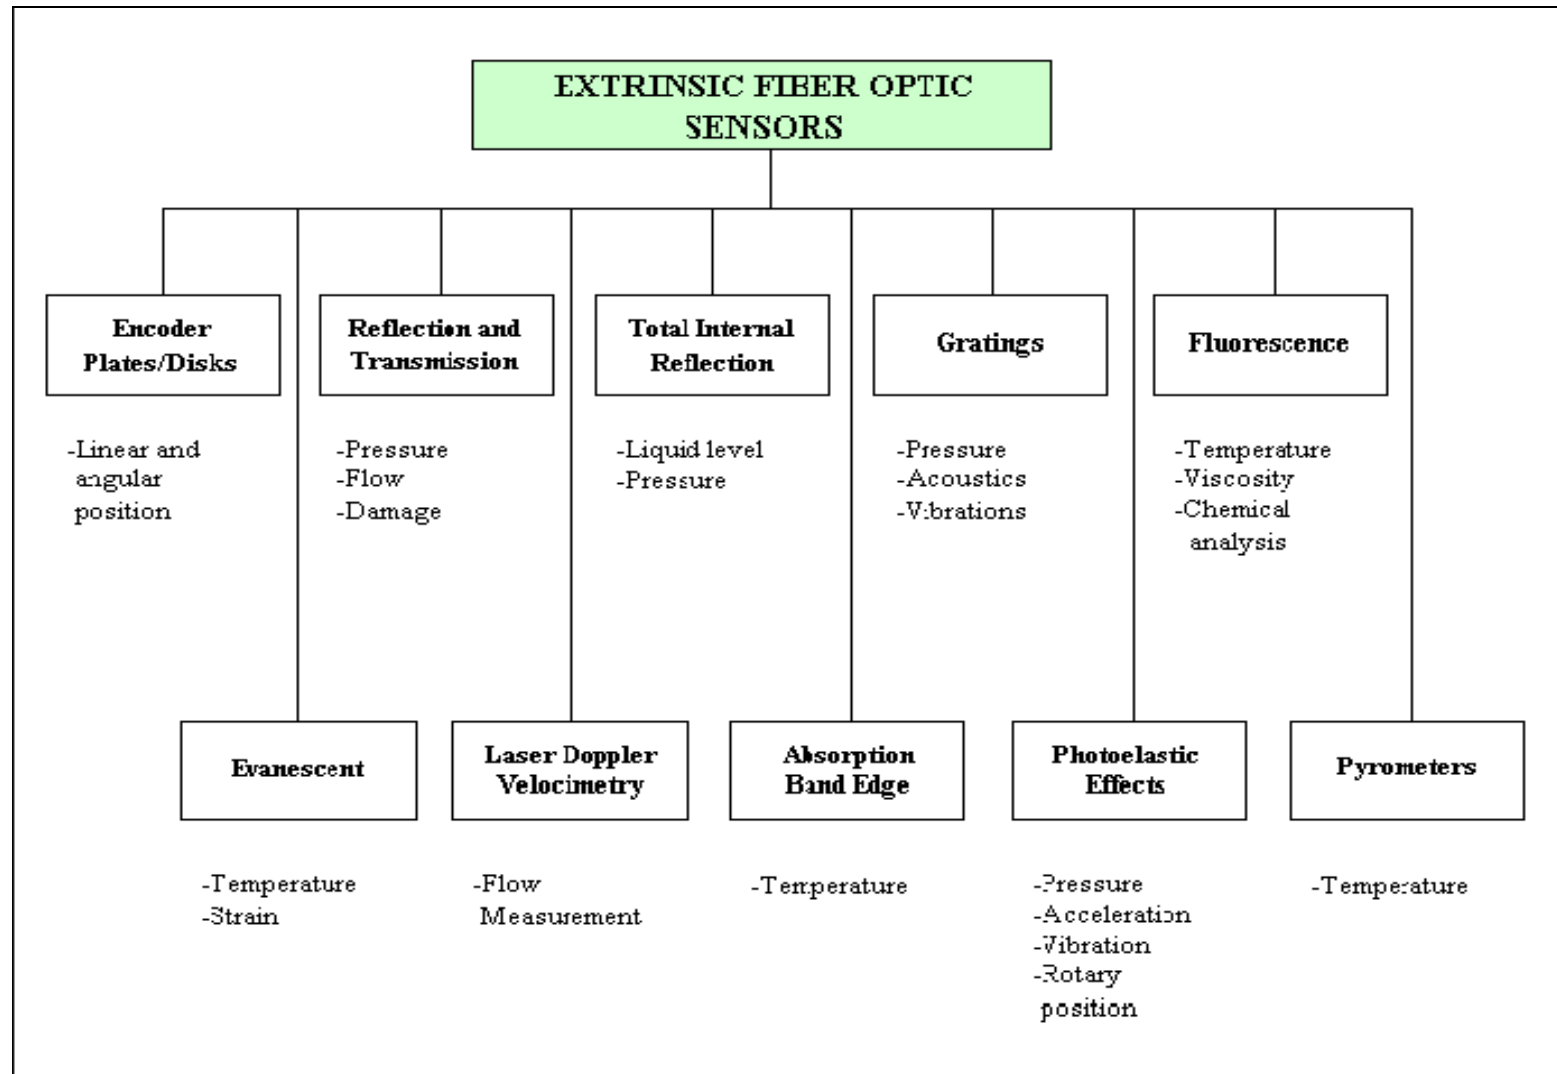 EXTRINSIC FIBER OPTIC
SENSORS
Encoder
Plates/Disks
Reflection and
Transmission
Total Internal
Reflection
Gratings
Fluorescence
-Linear and
angular
position
-Pressure
-Flow
-Damage
-Liquid level
-Pressure
-Pressure
-Acoustics
-Vibrations
-Temperature
-Viscosity
-Chemical
analysis
Evanescent
Laser Doppler
Velocimetry
Absorption
Band Edge
Photoelastic
Effects
Pyrometers
-Temperature
-Strain
-Flow
Measurement
-Temperature
-Pressure
-Acceleration
-Vibration
-Rotary
position
-Temperature